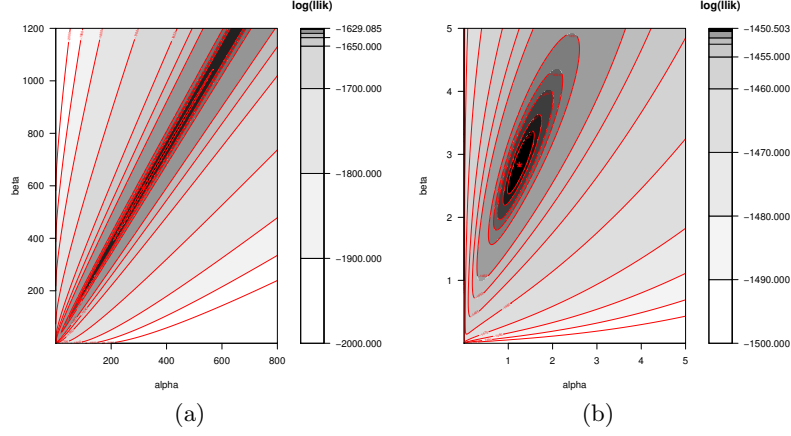 log(llik) log(llik)
1200 −1629.085 5 −1450.503
−1650.000 −1455.000
1000 −1700.000 4 −1460.000
800
beta 600 −1800.000 beta 3 −1470.000
400 2 −1480.000
−1900.000
200 1 −1490.000
−2000.000 −1500.000
200 400 600 800 1 2 3 4 5
alpha alpha
(a) (b)